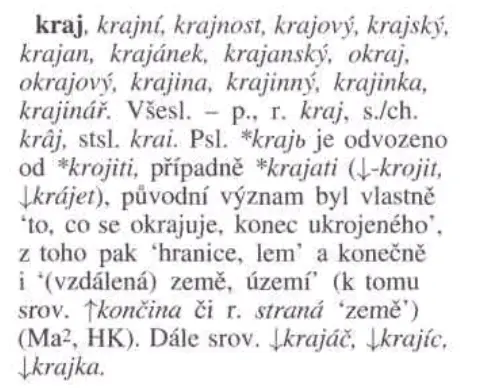 kraj, krajní, krajnost, krajový, krajský,
krajan, krajánek, krajanský, okraj,
okrajový, krajina, krajinný, krajinka,
krajinář. Všesl. – p., r. kraj, s./ch.
krȁj, stsl. krai. Psl. *krajь je odvozeno
od *krojiti, případně *krajati (↓-krojit,
↓krájet), původní význam byl vlastně
‘to, co se okrajuje, konec ukrojeného’,
z toho pak ‘hranice, lem’ a konečně
i ‘(vzdálená) země, území’ (k tomu
srov. ↑končina či r. straná ‘země’)
(Ma2, HK). Dále srov. ↓krajáč, ↓krajíc,
↓krajka.